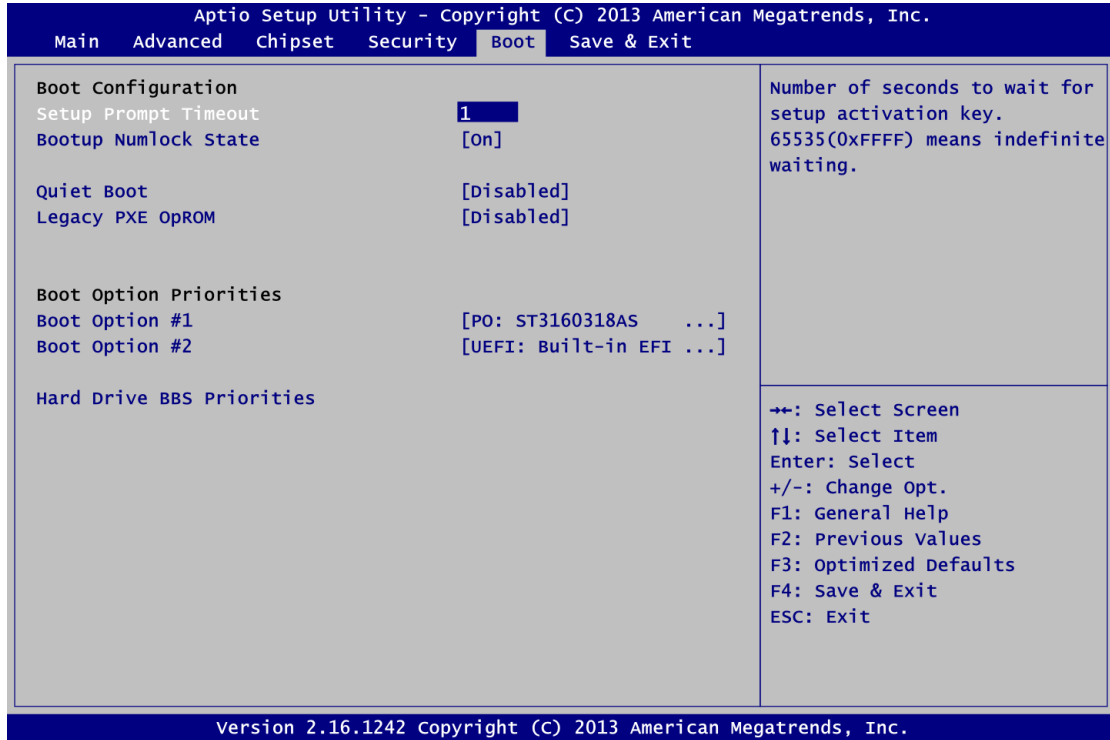 Aptio Setup Utility – Copyright (C) 2013 American Megatrends, Inc.
Main Advanced Chipset Security Boot Save & Exit
Boot Configuration
Setup Prompt Timeout 1
Bootup Numlock State [On]
Quiet Boot [Disabled]
Legacy PXE OpROM [Disabled]
Boot Option Priorities
Boot Option #1 [PO: ST3160318AS ...]
Boot Option #2 [UEFI: Built-in EFI ...]
Hard Drive BBS Priorities
Number of seconds to wait for
setup activation key.
65535(0xFFFF) means indefinite
waiting.
→←: Select Screen
↑↓: Select Item
Enter: Select
+/-: Change Opt.
F1: General Help
F2: Previous Values
F3: Optimized Defaults
F4: Save & Exit
ESC: Exit
Version 2.16.1242 Copyright (C) 2013 American Megatrends, Inc.